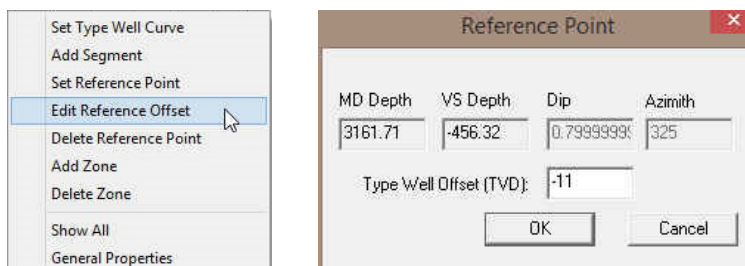 Set Type Well Curve
Add Segment
Set Reference Point
Edit Reference Offset
Delete Reference Point
Add Zone
Delete Zone
Show All
General Properties
Reference Point
MD Depth VS Depth Dip Azimith
3161.71 -456.32 0.79999999 325
Type Well Offset (TVD): -11
OK Cancel